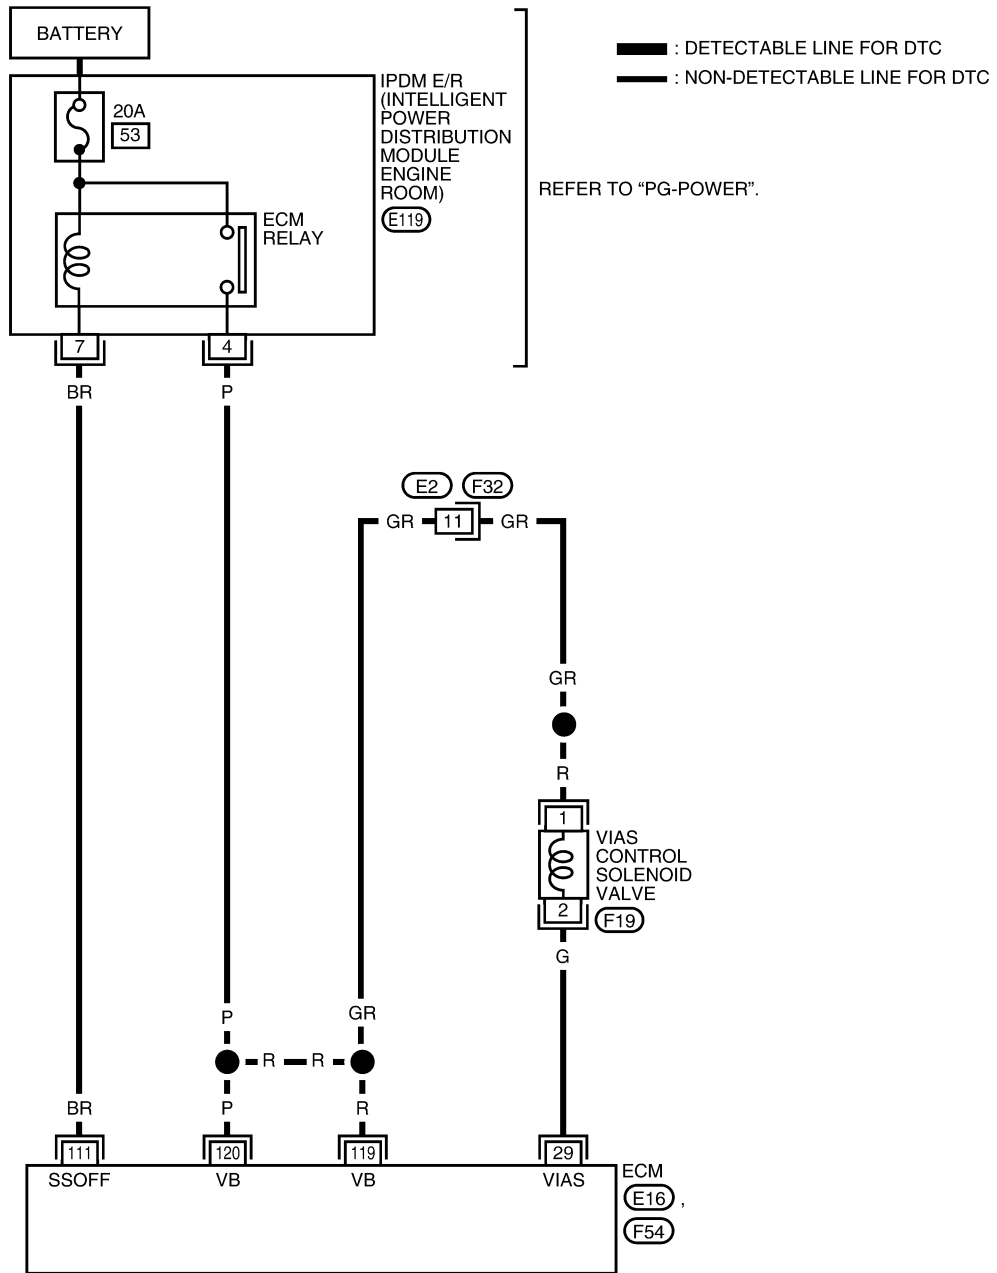 BATTERY
: DETECTABLE LINE FOR DTC
: NON-DETECTABLE LINE FOR DTC
IPDM E/R
(INTELLIGENT
POWER
DISTRIBUTION
MODULE
ENGINE
ROOM)
E119
20A
53
REFER TO “PG-POWER”.
ECM
RELAY
7
4
BR
P
E2
F32
GR
11
GR
GR
R
1
VIAS
CONTROL
SOLENOID
VALVE
2
F19
G
P
GR
R
R
BR
P
R
111
120
119
29
SSOFF
VB
VB
VIAS
ECM
E16 ,
F54